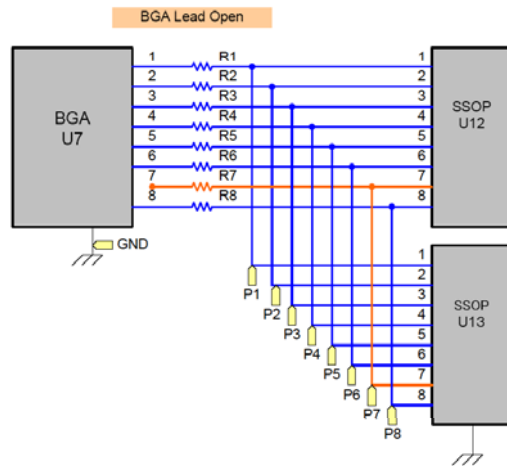 BGA Lead Open
1 R1 1
2 R2 2
3 R3 3
4 R4 4
5 R5 5
6 R6 6
7 R7 7
8 R8 8
BGA
U7
SSOP
U12
GND
1
2
3
4
5
6
7
8
SSOP
U13
P1
P2
P3
P4
P5
P6
P7
P8